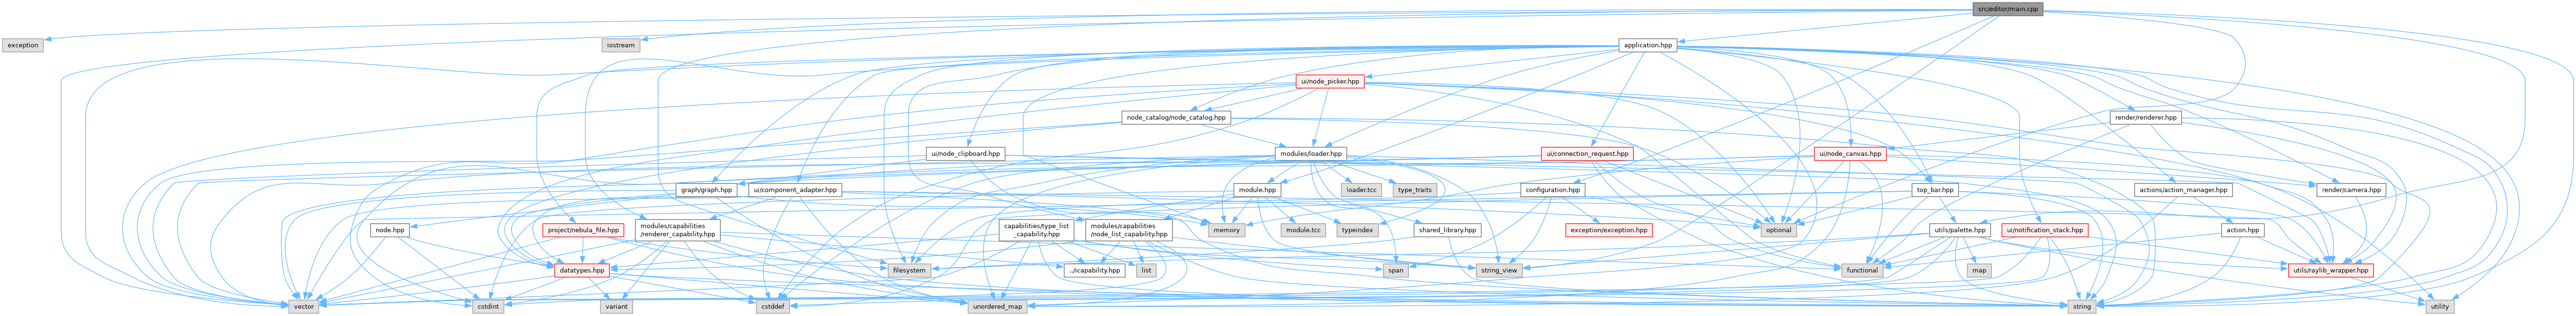 src/editor/main.cpp
exception
iostream
application.hpp
ui/node_picker.hpp
node_catalog/node_catalog.hpp
render/renderer.hpp
ui/node_clipboard.hpp
modules/loader.hpp
ui/connection_request.hpp
ui/node_canvas.hpp
graph/graph.hpp
ui/component_adapter.hpp
module.hpp
loader.tcc
type_traits
configuration.hpp
top_bar.hpp
actions/action_manager.hpp
render/camera.hpp
node.hpp
project/nebula_file.hpp
modules/capabilities
/renderer_capability.hpp
memory
capabilities/type_list
_capability.hpp
modules/capabilities
/node_list_capability.hpp
module.tcc
typeindex
shared_library.hpp
exception/exception.hpp
optional
utils/palette.hpp
ui/notification_stack.hpp
action.hpp
datatypes.hpp
filesystem
../icapability.hpp
list
span
string_view
functional
map
utils/raylib_wrapper.hpp
vector
cstdint
variant
cstddef
unordered_map
string
utility